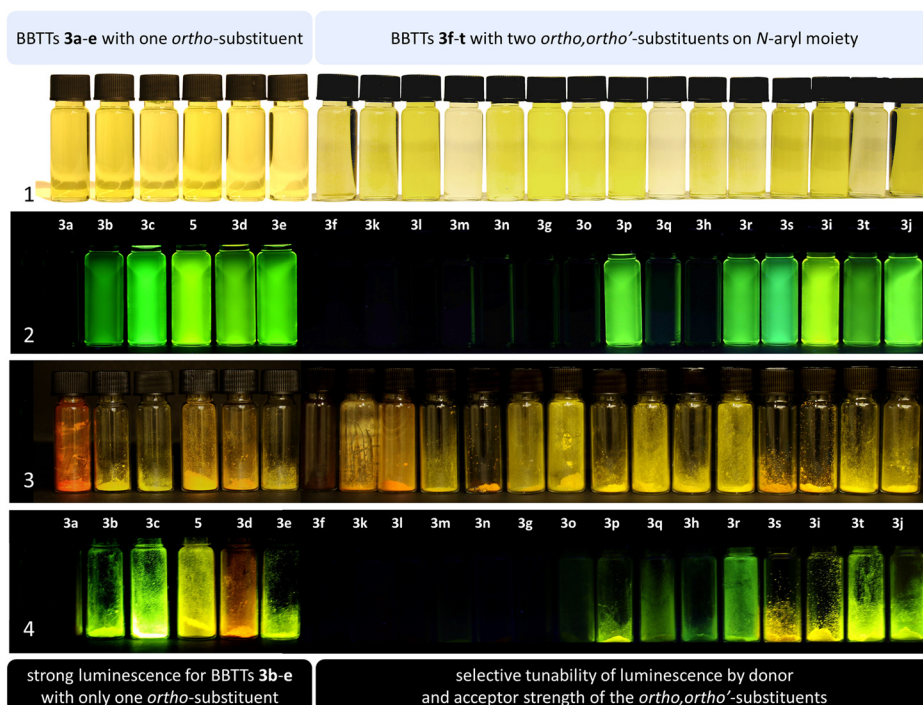 BBTTs 3a-e with one ortho-substituent
BBTTs 3f-t with two ortho,ortho'-substituents on N-aryl moiety
1
3a 3b 3c 5 3d 3e 3f 3k 3l 3m 3n 3g 3o 3p 3q 3h 3r 3s 3i 3t 3j
2
3
3a 3b 3c 5 3d 3e 3f 3k 3l 3m 3n 3g 3o 3p 3q 3h 3r 3s 3i 3t 3j
4
strong luminescence for BBTTs 3b-e
with only one ortho-substituent
selective tunability of luminescence by donor
and acceptor strength of the ortho,ortho'-substituents